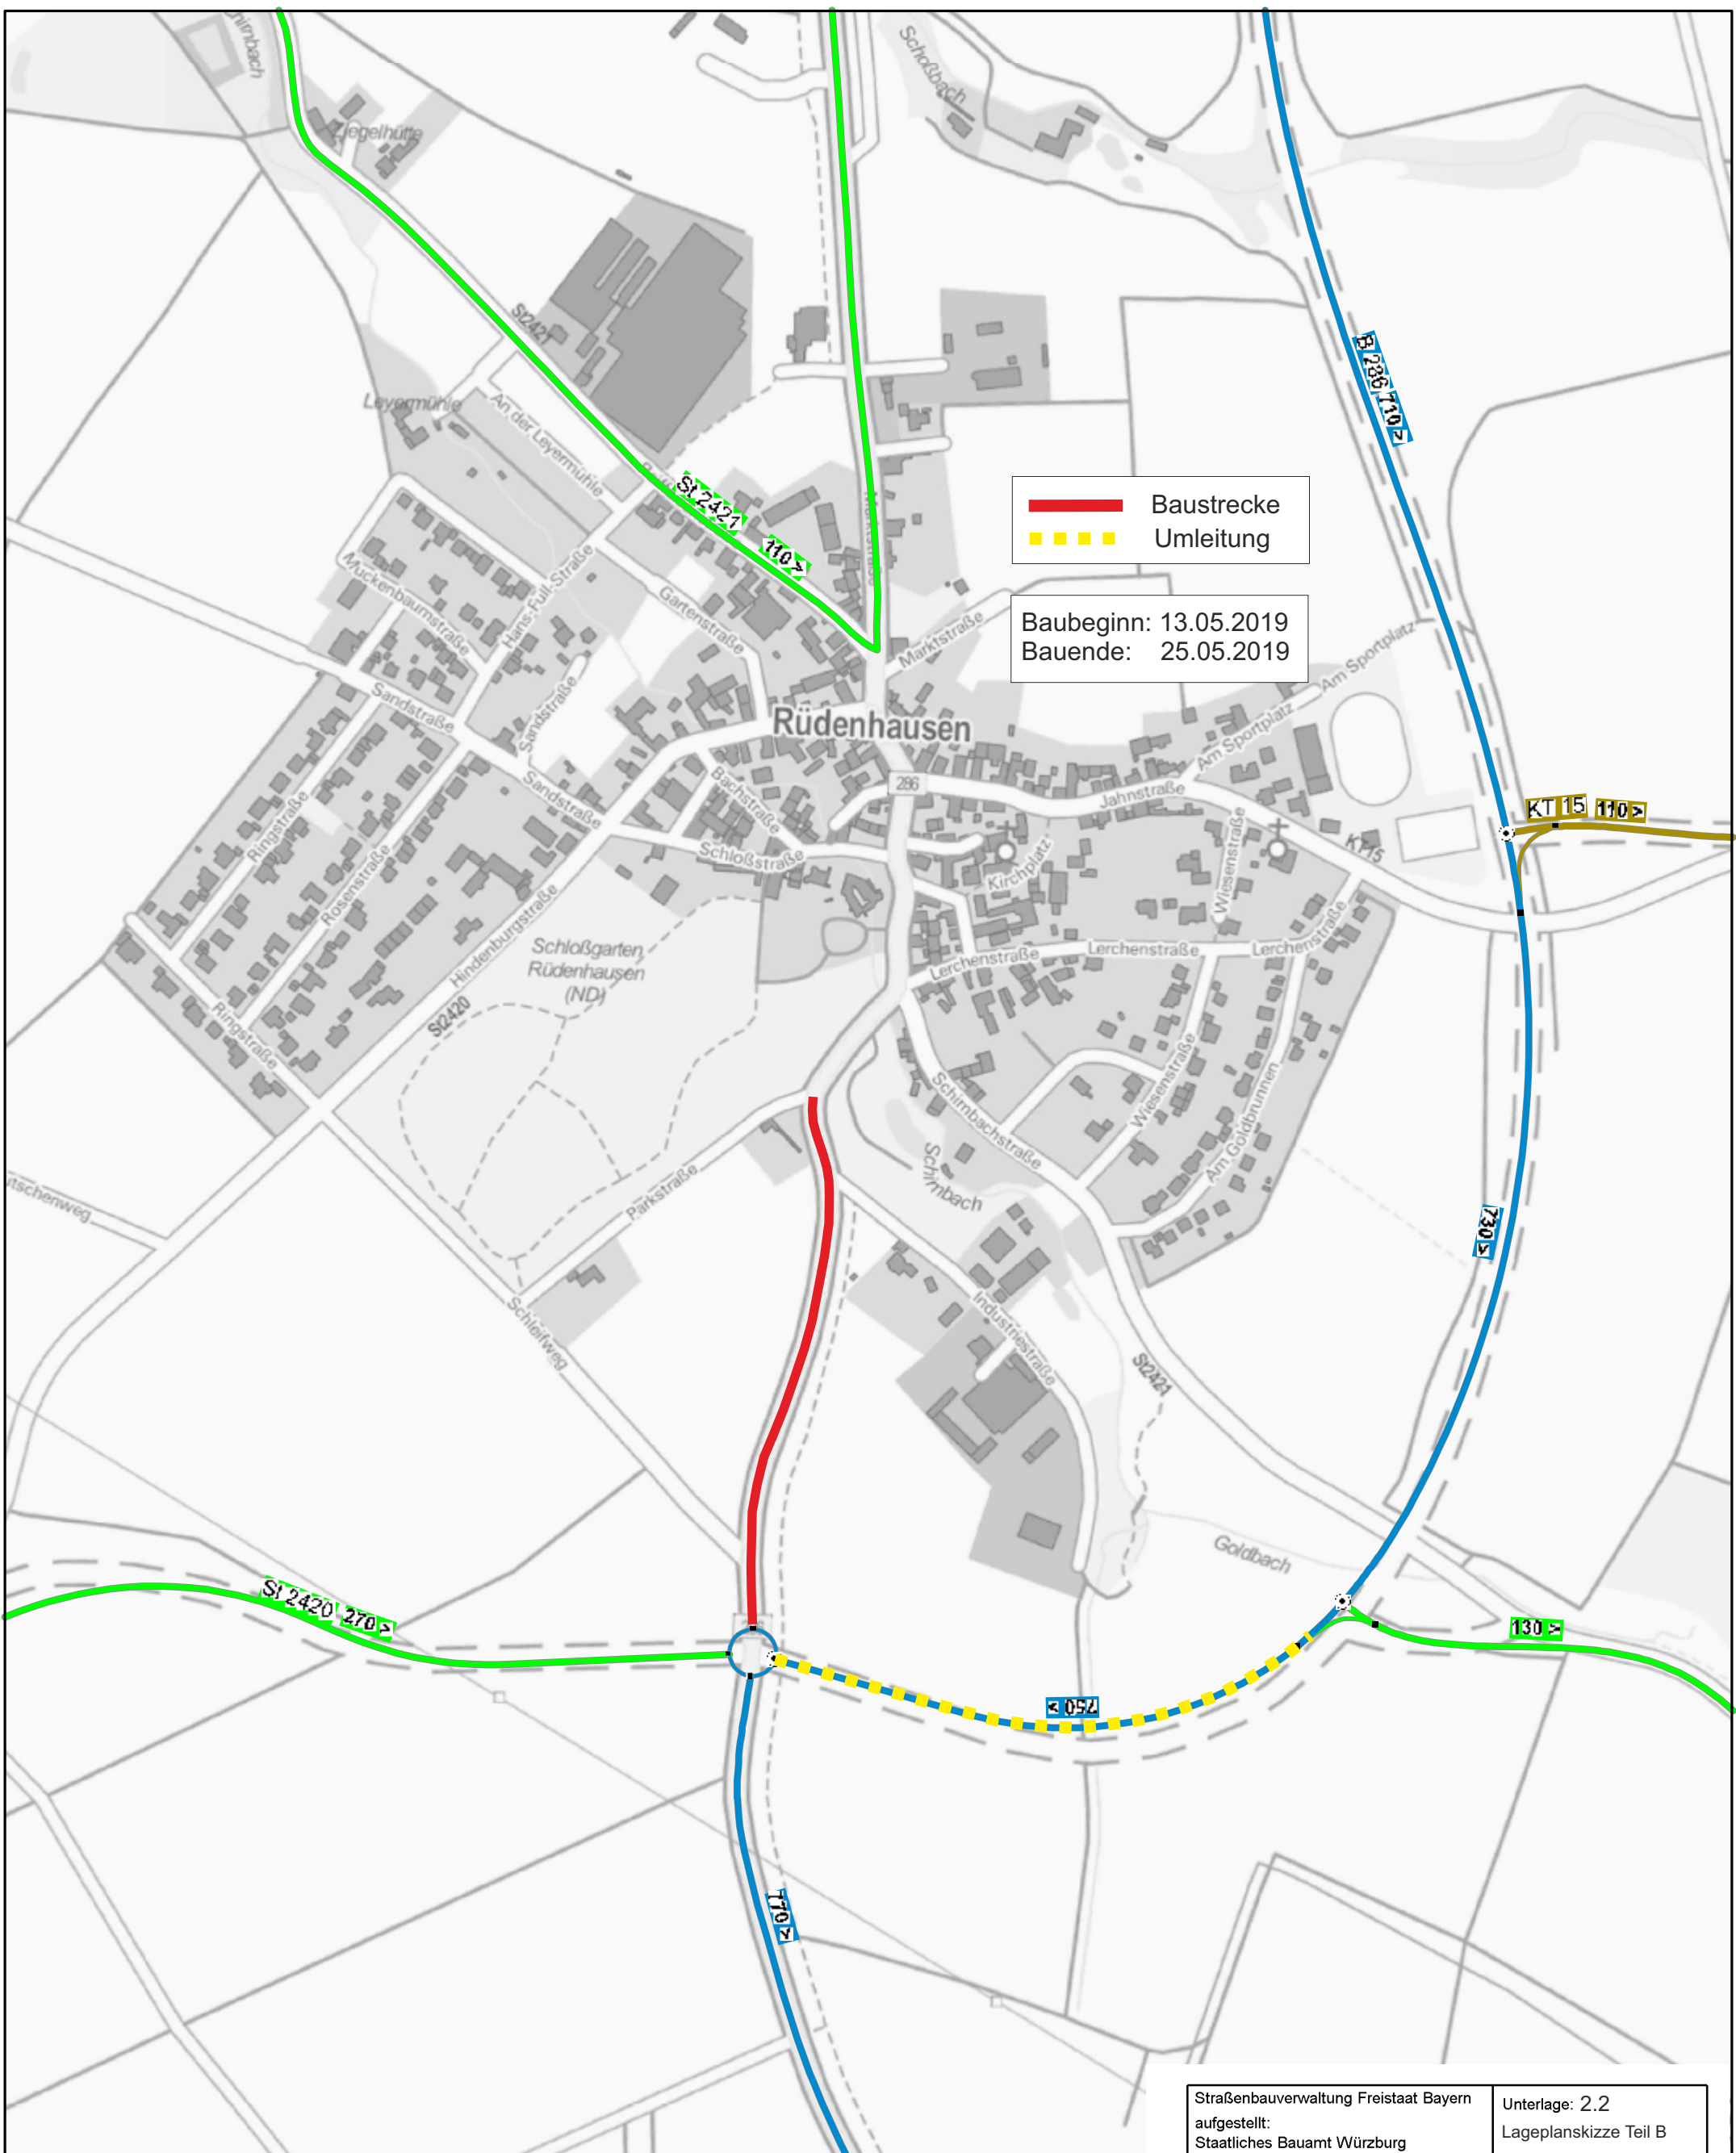 Schoßbach
Ziegelhütte
St2421
Leyermühle
An der Leyermühle
B 286 710 >
St 2421
110 >
Baustrecke
Umleitung
Muckenbaumstraße
Hans-Full-Straße
Gartenstraße
Marktstraße
Baubeginn: 13.05.2019
Bauende: 25.05.2019
Am Sportplatz
Sandstraße
Sandstraße
Rüdenhausen
Am Sportplatz
286
Sandstraße
Bachstraße
Jahnstraße
KT 15 110 >
Ringstraße
Schloßstraße
Kirchplatz
Wiesenstraße
KT15
Rosenstraße
Hindenburgstraße
Schloßgarten
Rüdenhausen
(ND)
Lerchenstraße
Lerchenstraße
Lerchenstraße
St2420
Ringstraße
Schirnbachstraße
Wiesenstraße
Am Goldbrunnen
Schirnbach
Parkstraße
730 >
Schleifweg
Industriestraße
St2421
Goldbach
St 2420 270 >
130 >
750 >
770 >
Straßenbauverwaltung Freistaat Bayern
aufgestellt:
Staatliches Bauamt Würzburg
Unterlage: 2.2
Lageplanskizze Teil B